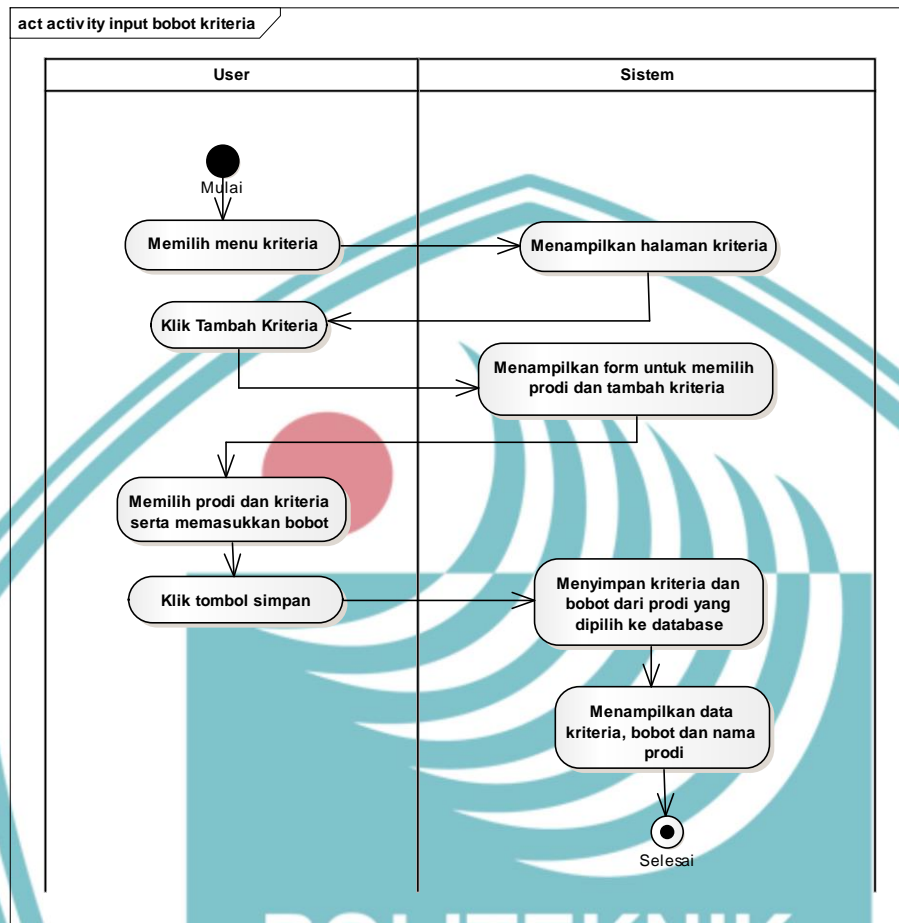 act activity input bobot kriteria
User
Sistem
Mulai
Memilih menu kriteria
Menampilkan halaman kriteria
Klik Tambah Kriteria
Menampilkan form untuk memilih
prodi dan tambah kriteria
Memilih prodi dan kriteria
serta memasukkan bobot
Klik tombol simpan
Menyimpan kriteria dan
bobot dari prodi yang
dipilih ke database
Menampilkan data
kriteria, bobot dan nama
prodi
Selesai
POLITEKNIK